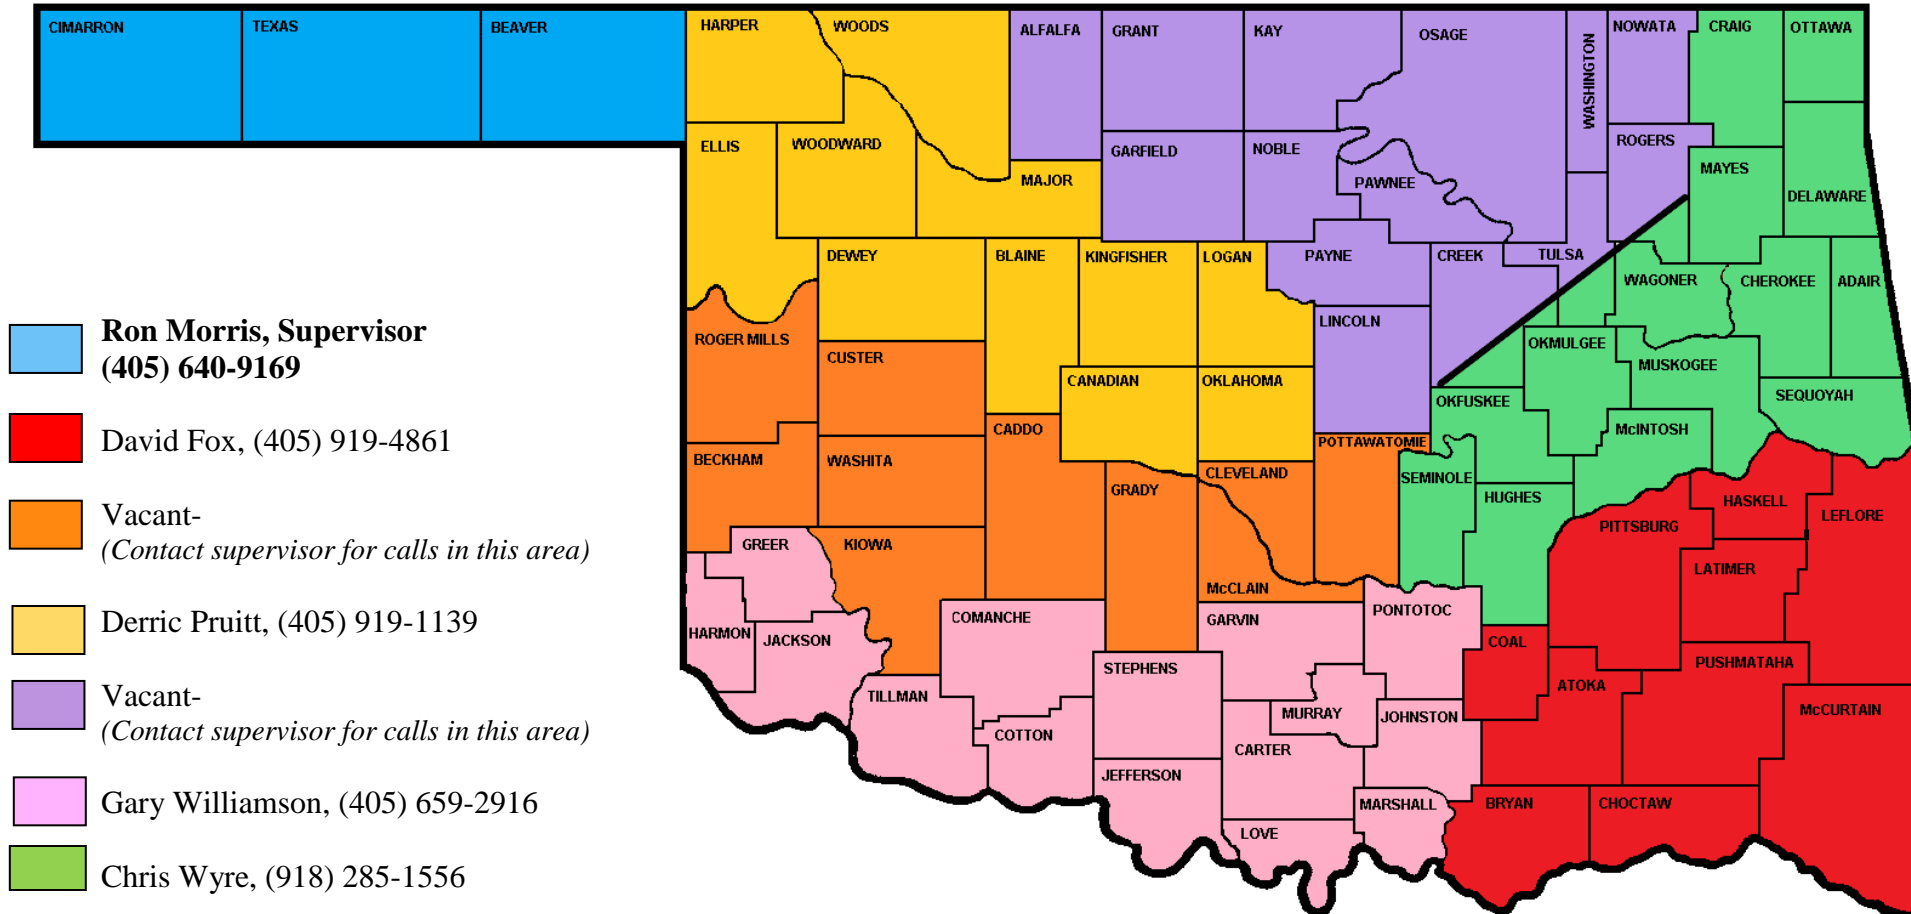 CIMARRON
TEXAS
BEAVER
HARPER
WOODS
ALFALFA
GRANT
KAY
OSAGE
WASHINGTON
NOWATA
CRAIG
OTTAWA
ELLIS
WOODWARD
MAJOR
GARFIELD
NOBLE
PAWNEE
ROGERS
MAYES
DELAWARE
DEWEY
BLAINE
KINGFISHER
LOGAN
PAYNE
CREEK
TULSA
WAGONER
CHEROKEE
ADAIR
ROGER MILLS
CUSTER
CANADIAN
OKLAHOMA
LINCOLN
OKMULGEE
MUSKOGEE
SEQUOYAH
OKFUSKEE
McINTOSH
BECKHAM
WASHITA
CADDO
GRADY
CLEVELAND
POTTAWATOMIE
SEMINOLE
HUGHES
PITTSBURG
HASKELL
LEFLORE
GREER
KIOWA
McCLAIN
LATIMER
HARMON
JACKSON
COMANCHE
GARVIN
PONTOTOC
COAL
PUSHMATAHA
TILLMAN
STEPHENS
ATOKA
McCURTAIN
COTTON
MURRAY
JOHNSTON
CARTER
JEFFERSON
MARSHALL
BRYAN
CHOCTAW
LOVE
Ron Morris, Supervisor
(405) 640-9169
David Fox, (405) 919-4861
Vacant-
(Contact supervisor for calls in this area)
Derric Pruitt, (405) 919-1139
Vacant-
(Contact supervisor for calls in this area)
Gary Williamson, (405) 659-2916
Chris Wyre, (918) 285-1556